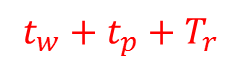 t_w + t_p + T_r